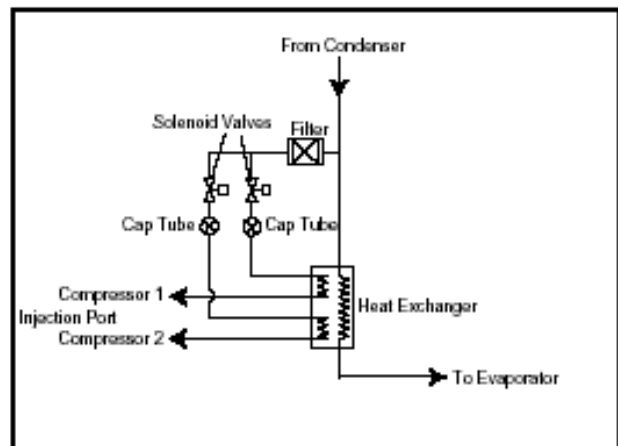 From Condenser
Solenoid Valves
Filter
Cap Tube
Cap Tube
Compressor 1
Heat Exchanger
Injection Port
Compressor 2
To Evaporator